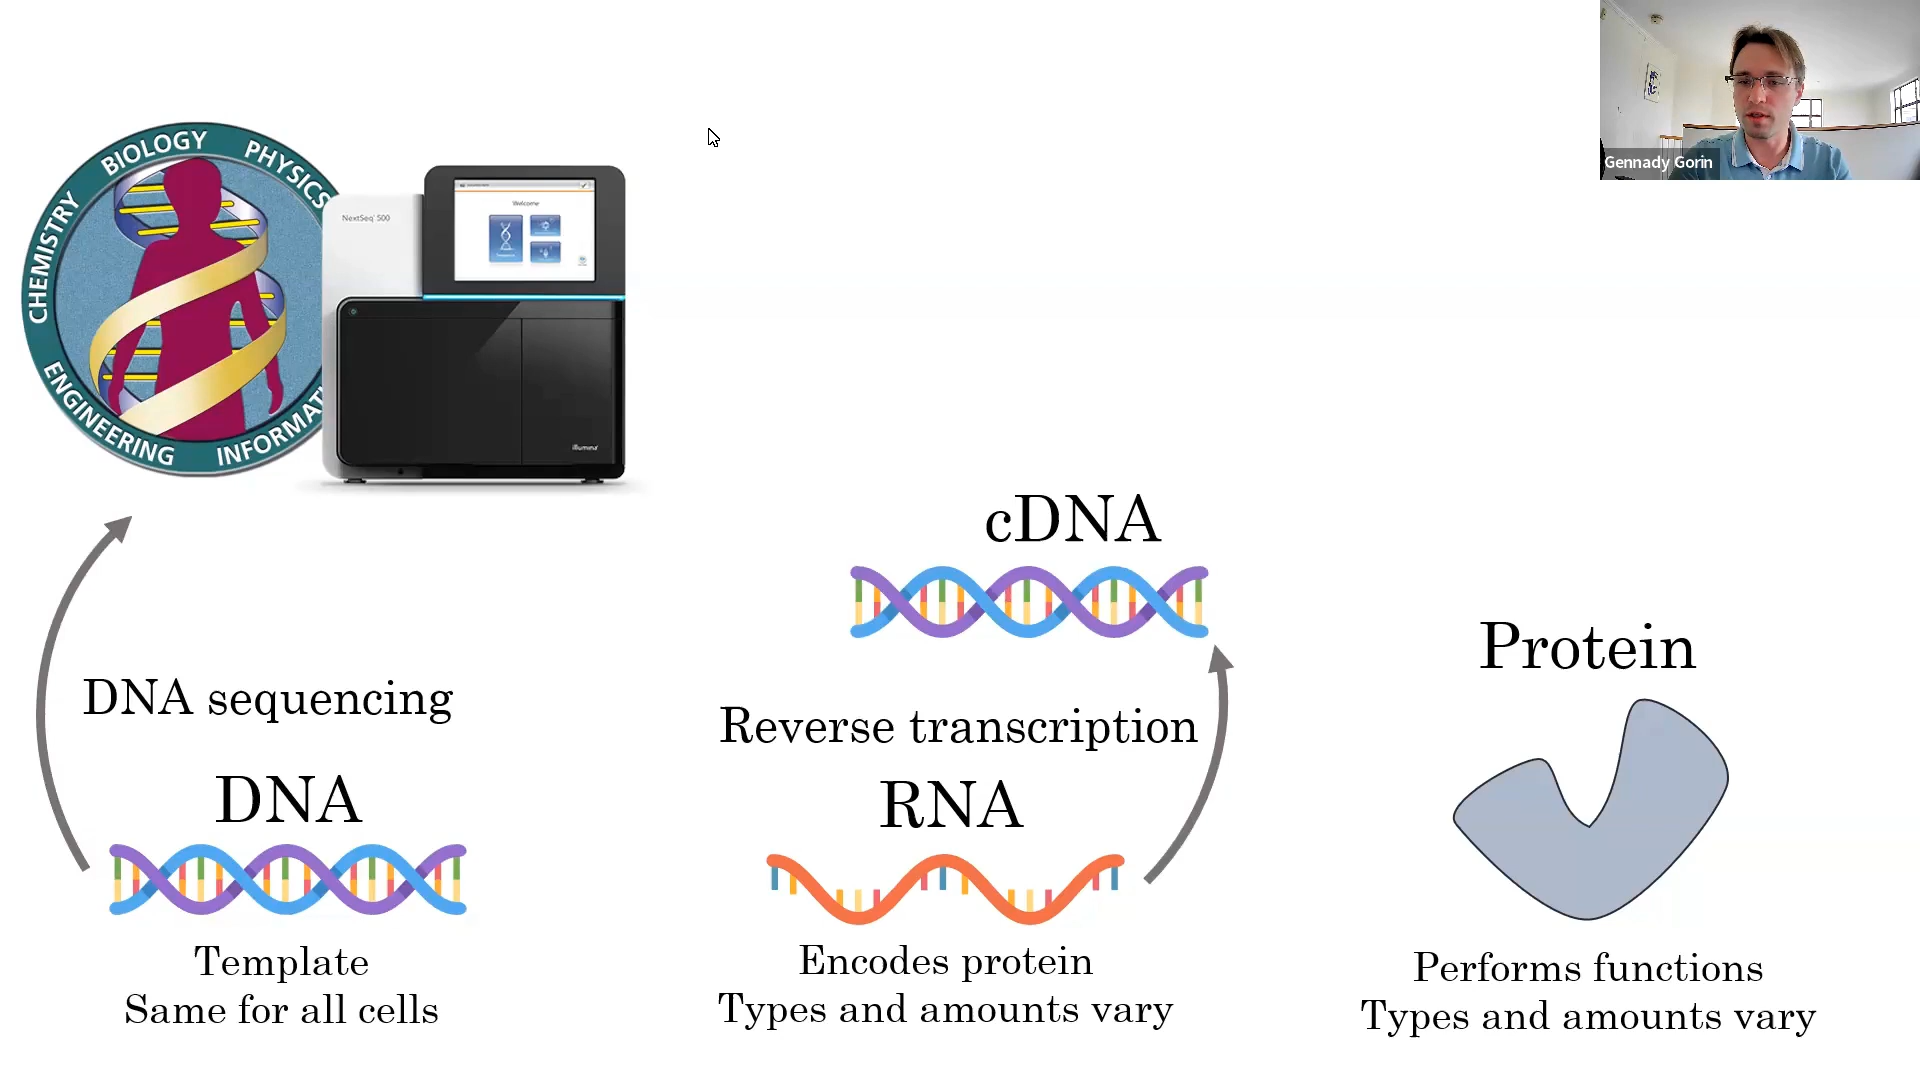 CHEMISTRY BIOLOGY PHYSICS
ENGINEERING INFORMAT
NextSeq 500
Welcome
illumina
Gennady Gorin
cDNA
Protein
DNA sequencing
Reverse transcription
DNA
RNA
Template
Same for all cells
Encodes protein
Types and amounts vary
Performs functions
Types and amounts vary